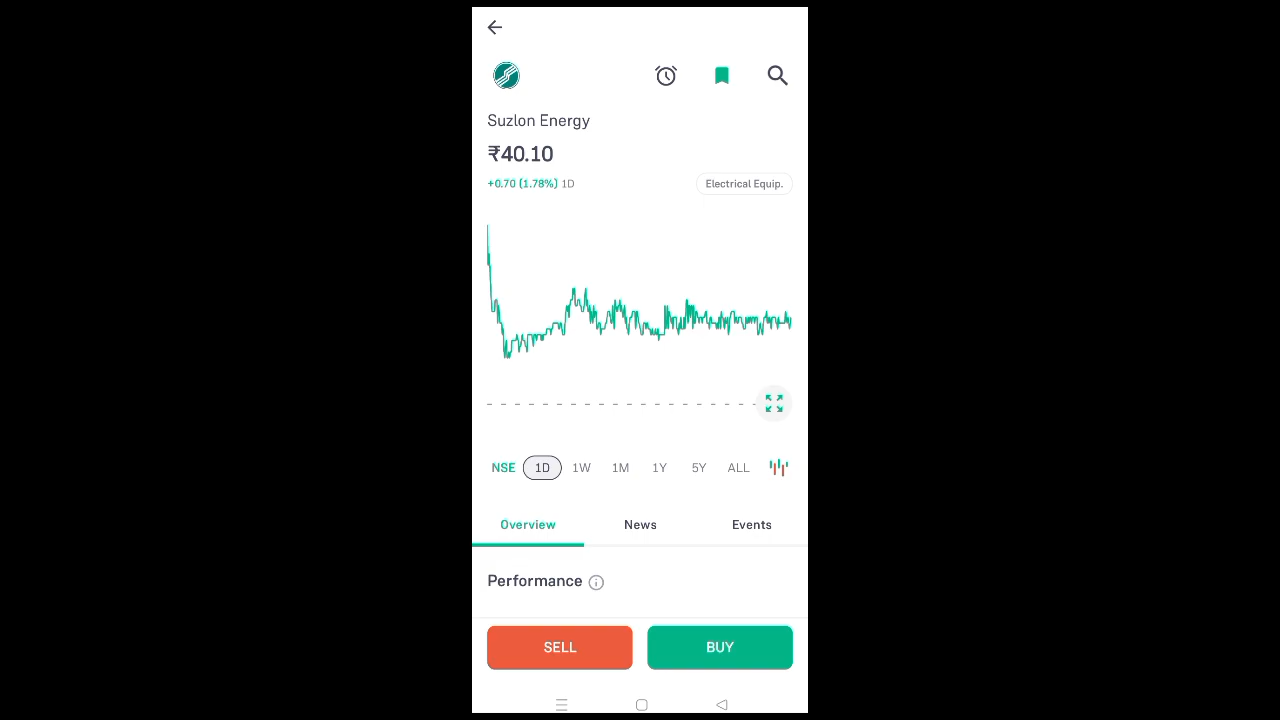 Suzlon Energy
₹40.10
+0.70 (1.78%) 1D
Electrical Equip.
NSE 1D 1W 1M 1Y 5Y ALL
Overview News Events
Performance
SELL BUY